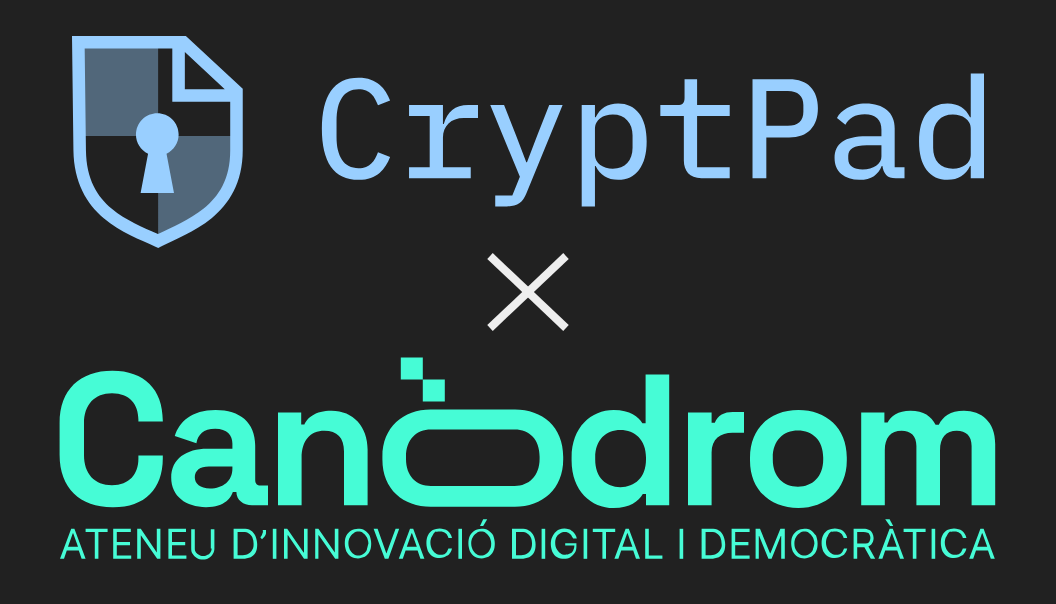 CryptPad
×
Canòdrom
ATENEU D’INNOVACIÓ DIGITAL I DEMOCRÀTICA